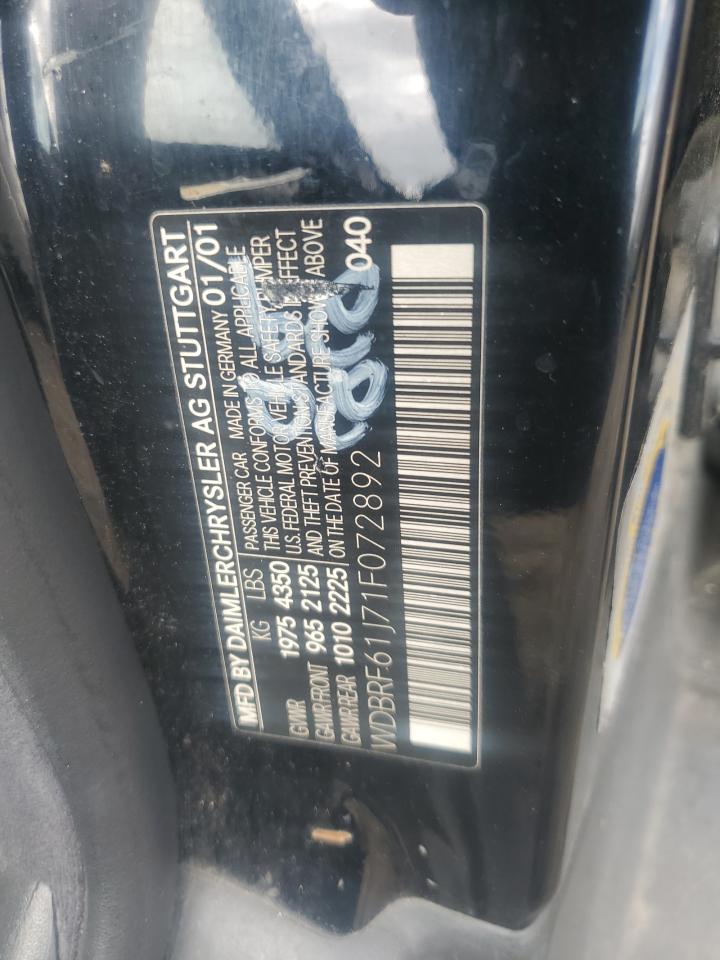 MFD BY DAIMLERCHRYSLER AG STUTTGART
KG LBS PASSENGER CAR MADE IN GERMANY 01/01
GVWR 1975 4350 THIS VEHICLE CONFORMS TO ALL APPLICABLE
GAWR FRONT 965 2125 U.S. FEDERAL MOTOR VEHICLE SAFETY
GAWR REAR 1010 2225 AND THEFT PREVENTION STANDARDS EFFECT
ON THE DATE OF MANUFACTURE SHOWN ABOVE
WDBRF61J71F072892 040